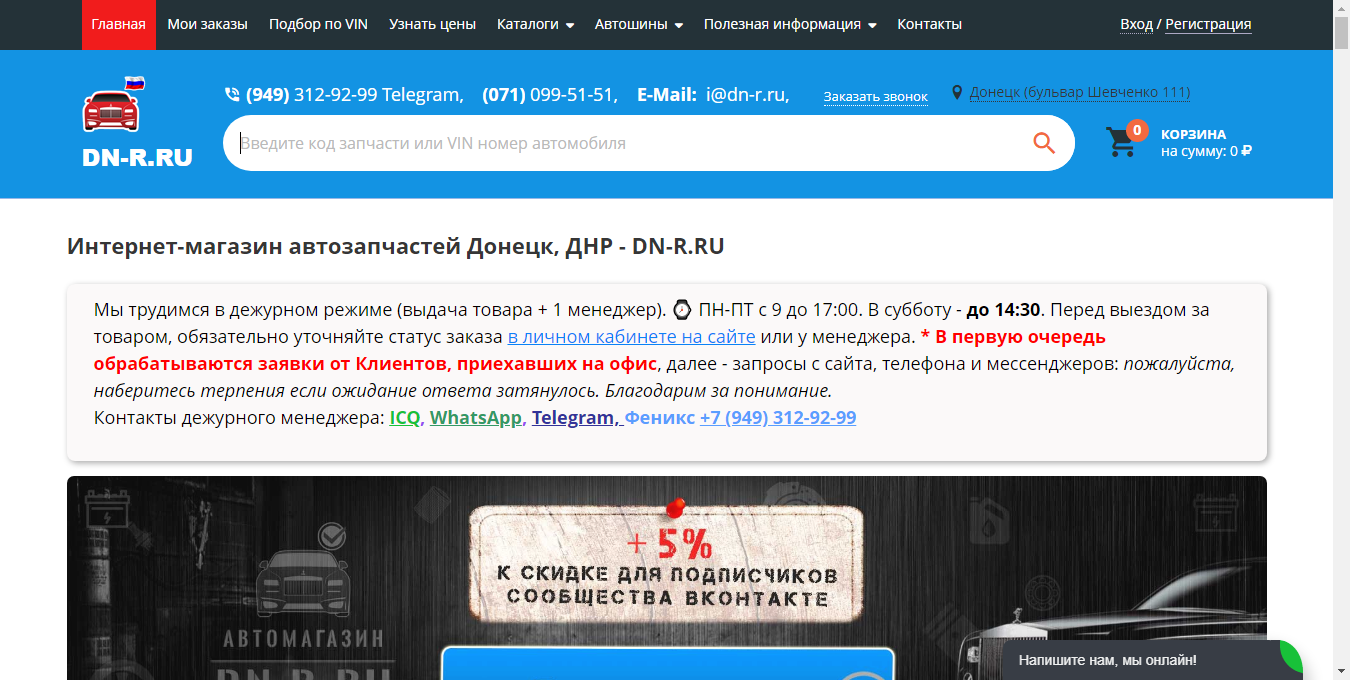 Главная Мои заказы Подбор по VIN Узнать цены Каталоги Автошины Полезная информация Контакты Вход / Регистрация
(949) 312-92-99 Telegram, (071) 099-51-51, E-Mail: i@dn-r.ru, Заказать звонок Донецк (бульвар Шевченко 111)
DN-R.RU
Введите код запчасти или VIN номер автомобиля
0
КОРЗИНА
на сумму: 0 ₽
Интернет-магазин автозапчастей Донецк, ДНР - DN-R.RU
Мы трудимся в дежурном режиме (выдача товара + 1 менеджер). ⌚ ПН-ПТ с 9 до 17:00. В субботу - до 14:30. Перед выездом за
товаром, обязательно уточняйте статус заказа в личном кабинете на сайте или у менеджера. * В первую очередь
обрабатываются заявки от Клиентов, приехавших на офис, далее - запросы с сайта, телефона и мессенджеров: пожалуйста,
наберитесь терпения если ожидание ответа затянулось. Благодарим за понимание.
Контакты дежурного менеджера: ICQ, WhatsApp, Telegram, Феникс +7 (949) 312-92-99
+ 5%
К СКИДКЕ ДЛЯ ПОДПИСЧИКОВ
СООБЩЕСТВА ВКОНТАКТЕ
АВТОМАГАЗИН
DN-R.RU
Напишите нам, мы онлайн!